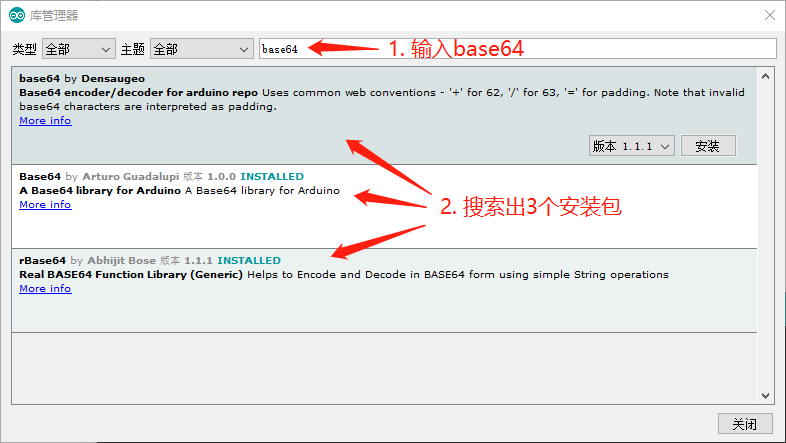 库管理器
类型 全部 主题 全部 base64 1. 输入base64
base64 by Densaugeo
Base64 encoder/decoder for arduino repo Uses common web conventions - '+' for 62, '/' for 63, '=' for padding. Note that invalid
base64 characters are interpreted as padding.
More info
版本 1.1.1 安装
Base64 by Arturo Guadalupi 版本 1.0.0 INSTALLED
A Base64 library for Arduino A Base64 library for Arduino
More info
2. 搜索出3个安装包
rBase64 by Abhijit Bose 版本 1.1.1 INSTALLED
Real BASE64 Function Library (Generic) Helps to Encode and Decode in BASE64 form using simple String operations
More info
关闭